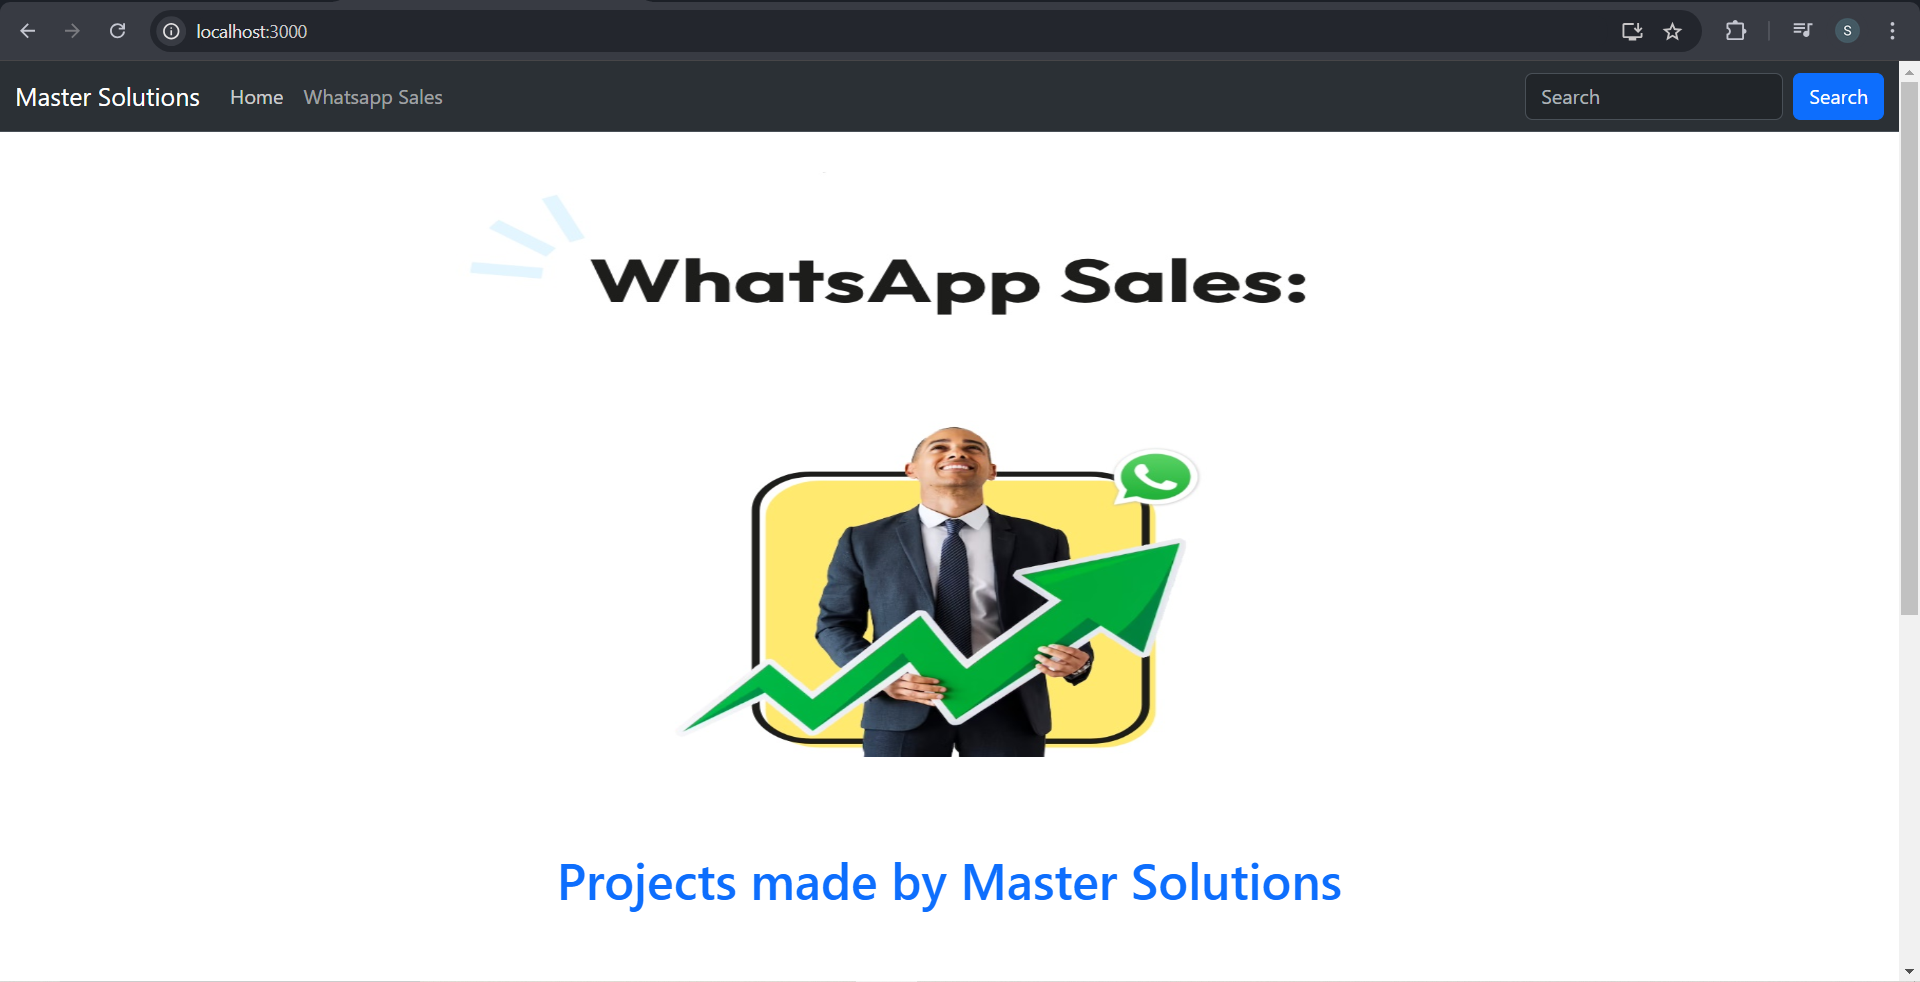 localhost:3000
S
Master Solutions Home Whatsapp Sales Search Search
WhatsApp Sales:
Projects made by Master Solutions